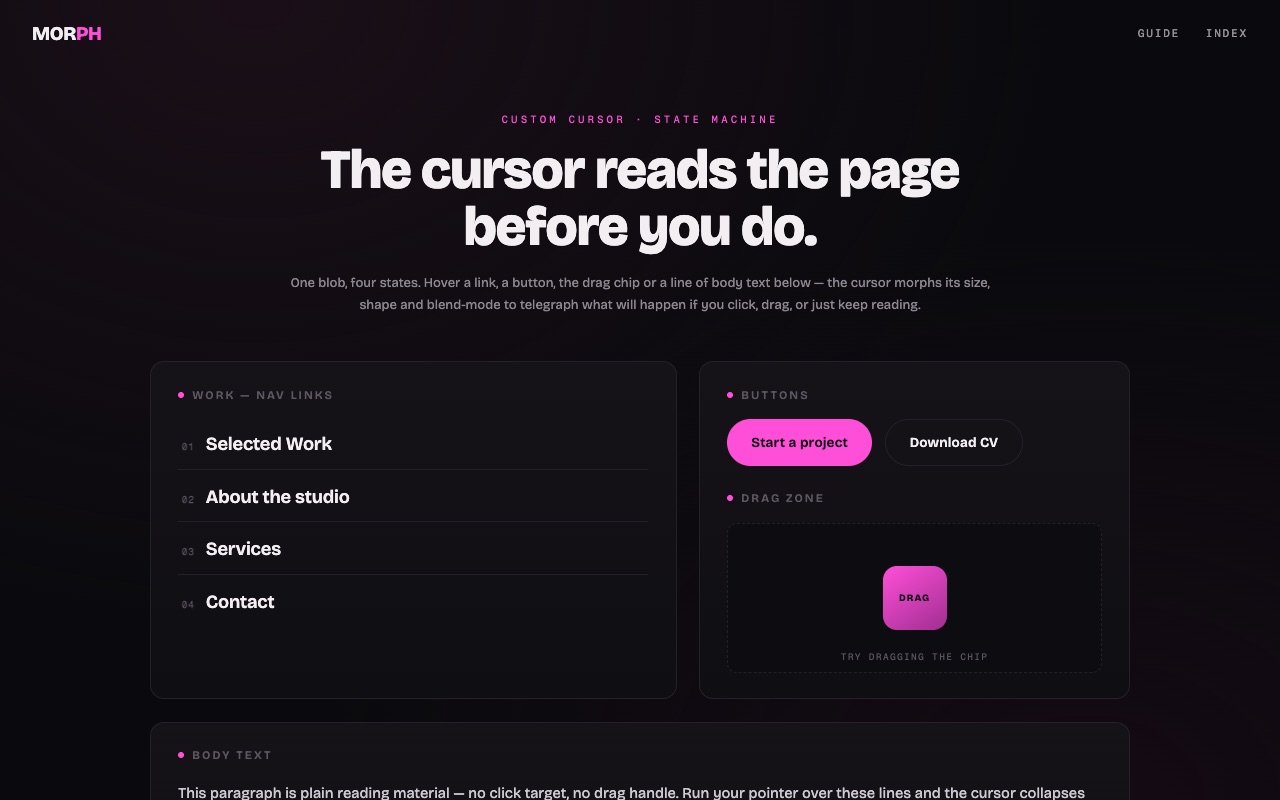 MORPH
GUIDE INDEX
CUSTOM CURSOR · STATE MACHINE
The cursor reads the page
before you do.
One blob, four states. Hover a link, a button, the drag chip or a line of body text below — the cursor morphs its size,
shape and blend-mode to telegraph what will happen if you click, drag, or just keep reading.
WORK — NAV LINKS
01 Selected Work
02 About the studio
03 Services
04 Contact
BUTTONS
Start a project Download CV
DRAG ZONE
DRAG
TRY DRAGGING THE CHIP
BODY TEXT
This paragraph is plain reading material — no click target, no drag handle. Run your pointer over these lines and the cursor collapses